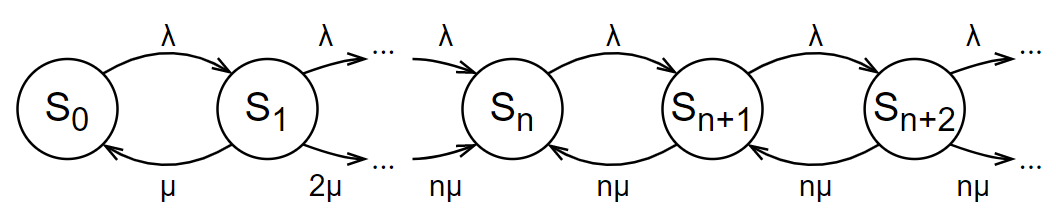 λ λ ... λ λ λ λ ...
S₀ S₁ Sₙ Sₙ₊₁ Sₙ₊₂
... ...
μ 2μ nμ nμ nμ nμ